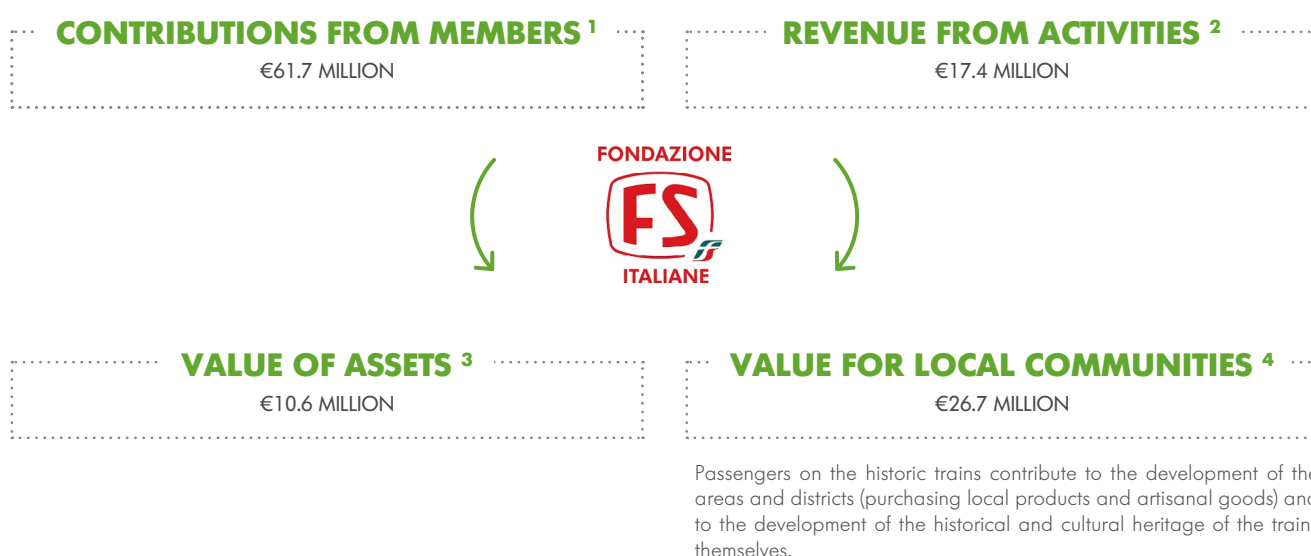 CONTRIBUTIONS FROM MEMBERS 1
€61.7 MILLION
REVENUE FROM ACTIVITIES 2
€17.4 MILLION
FONDAZIONE
FS
ITALIANE
VALUE OF ASSETS 3
€10.6 MILLION
VALUE FOR LOCAL COMMUNITIES 4
€26.7 MILLION
Passengers on the historic trains contribute to the development of the
areas and districts (purchasing local products and artisanal goods) and
to the development of the historical and cultural heritage of the train
themselves.